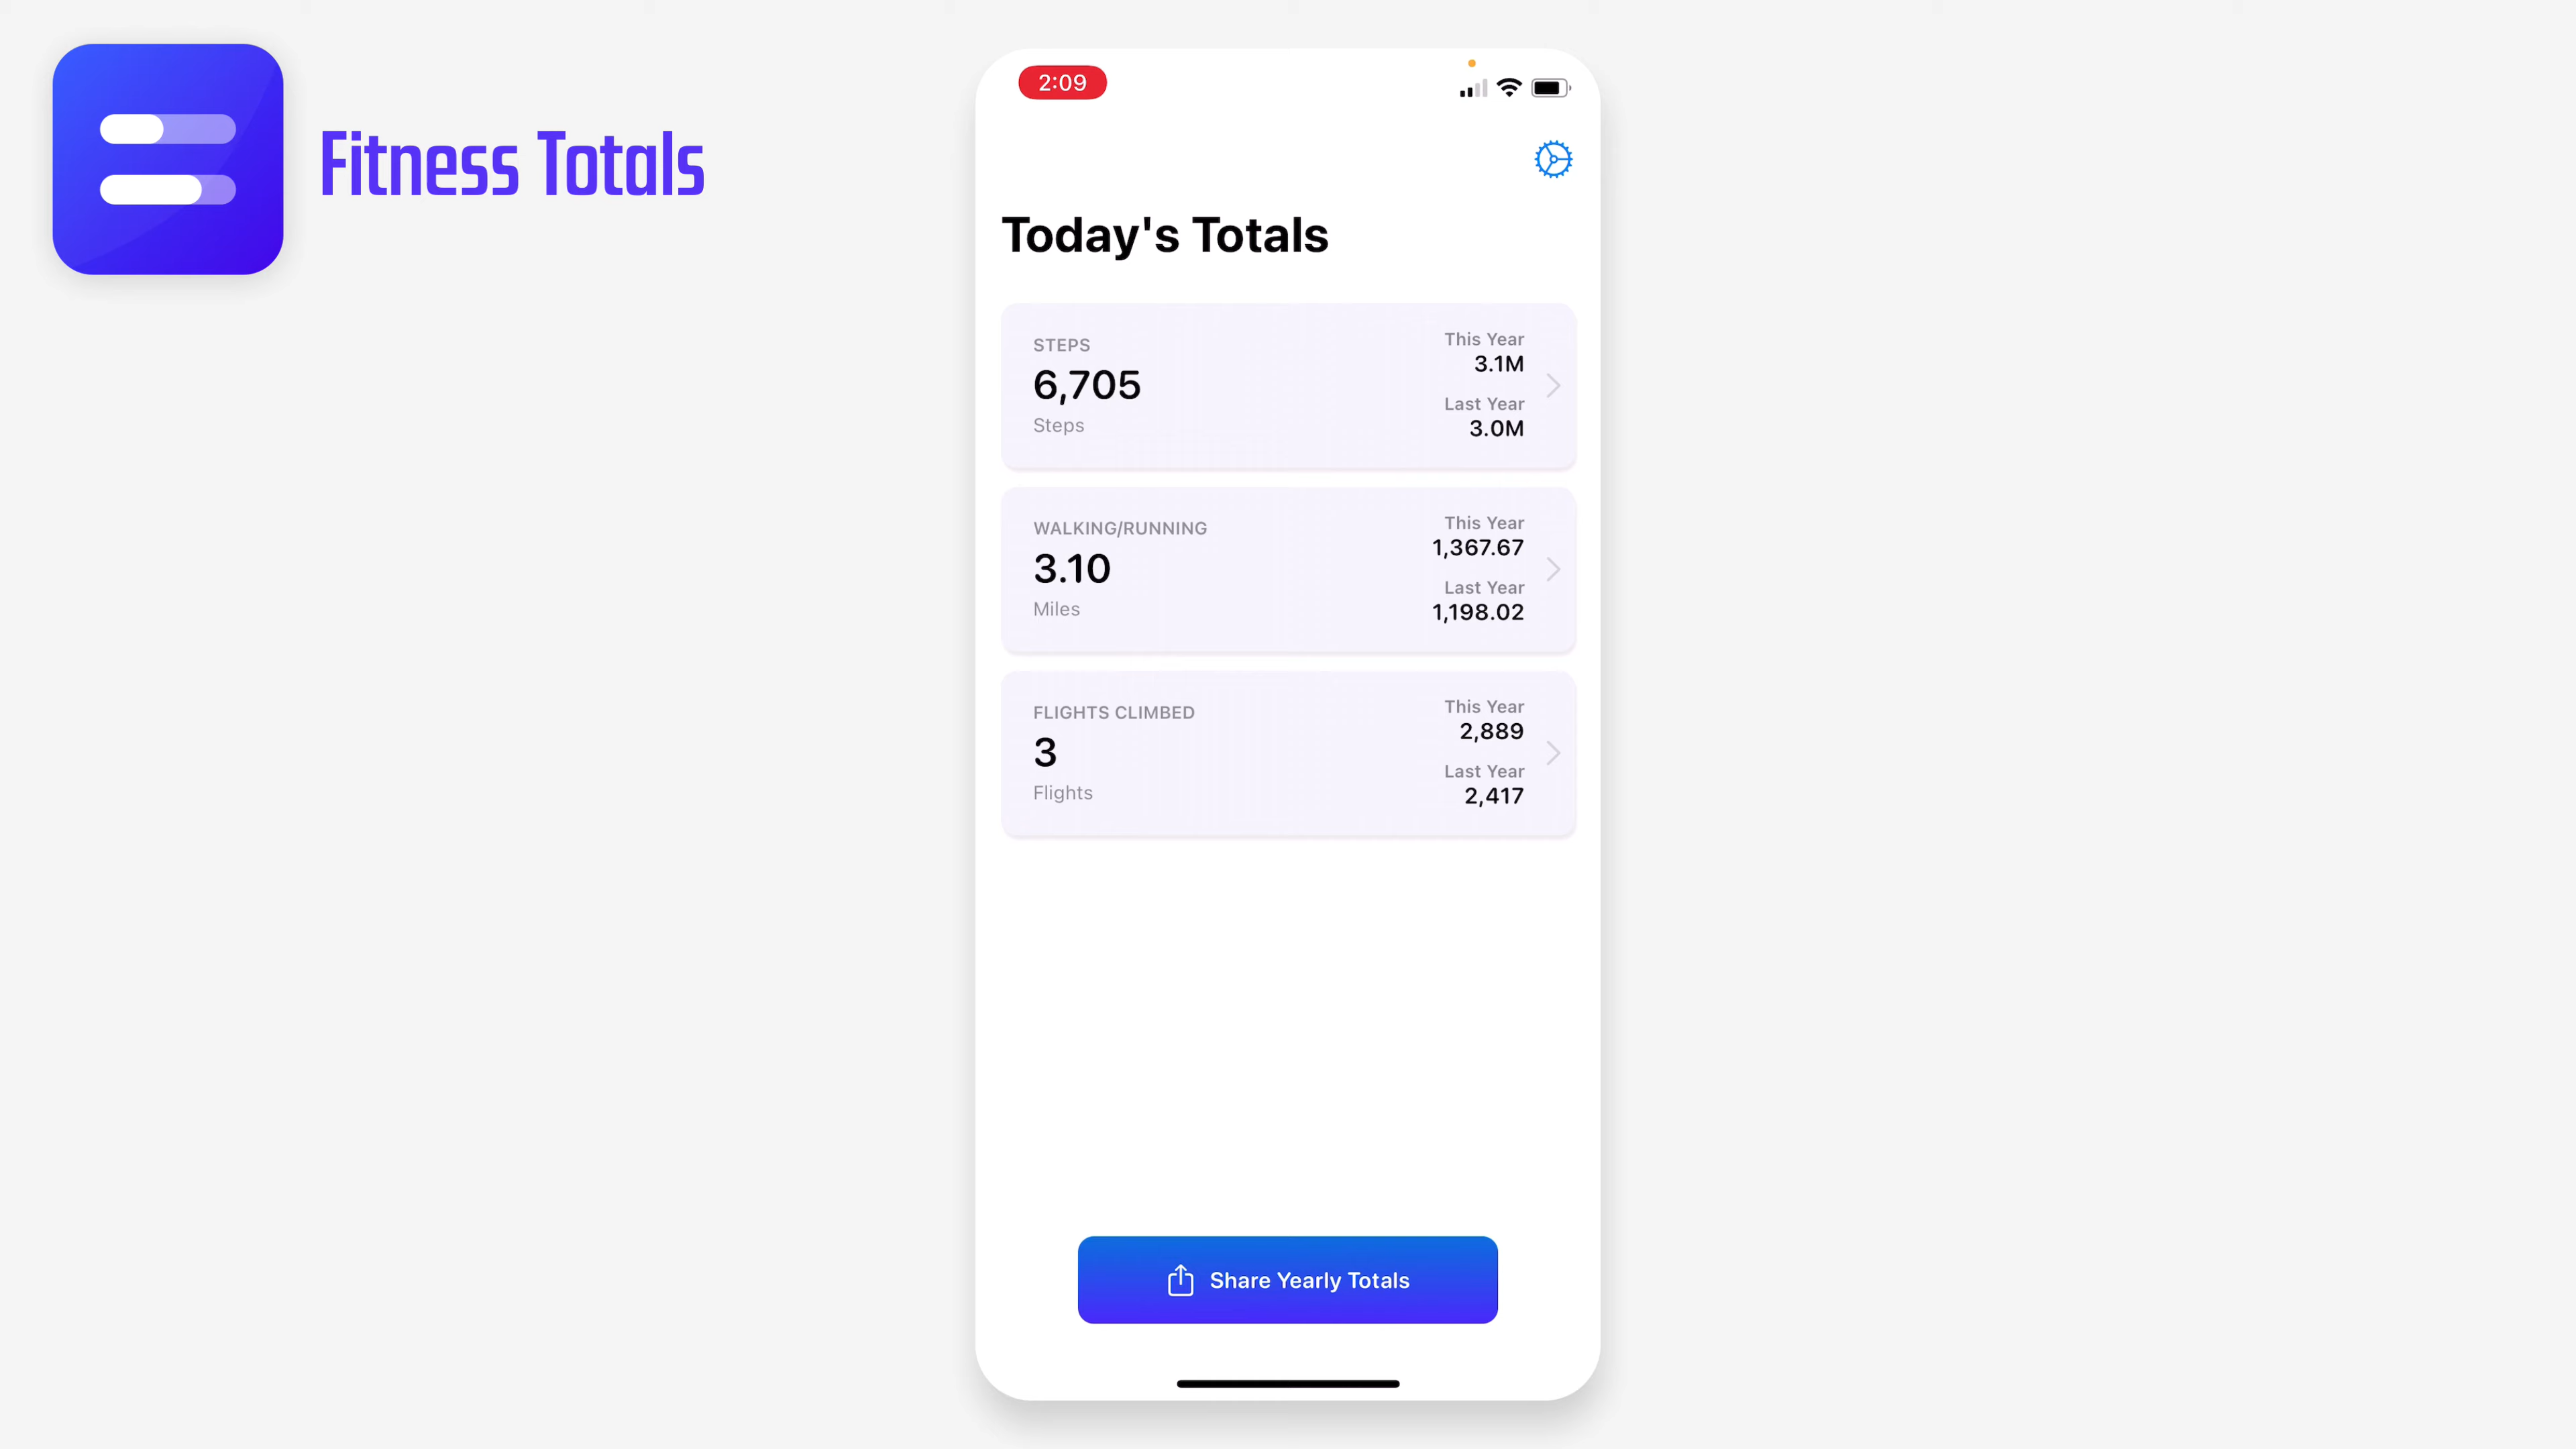 Fitness Totals
2:09
Today's Totals
STEPS
6,705
Steps
This Year
3.1M
Last Year
3.0M
WALKING/RUNNING
3.10
Miles
This Year
1,367.67
Last Year
1,198.02
FLIGHTS CLIMBED
3
Flights
This Year
2,889
Last Year
2,417
Share Yearly Totals